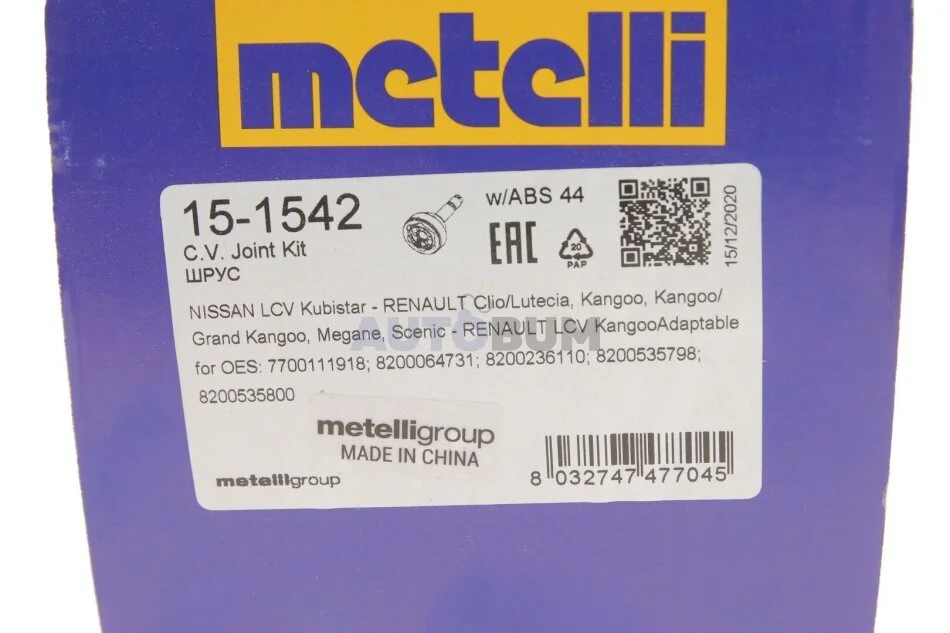 metelli
15-1542
w/ABS 44
C.V. Joint Kit
ШРУС
EAC
20
PAP
15/12/2020
NISSAN LCV Kubistar - RENAULT Clio/Lutecia, Kangoo, Kangoo/
Grand Kangoo, Megane, Scenic - RENAULT LCV KangooAdaptable
AUTOBUM
for OES: 7700111918; 8200064731; 8200236110; 8200535798;
8200535800
metelligroup
MADE IN CHINA
metelligroup
8 032747 477045